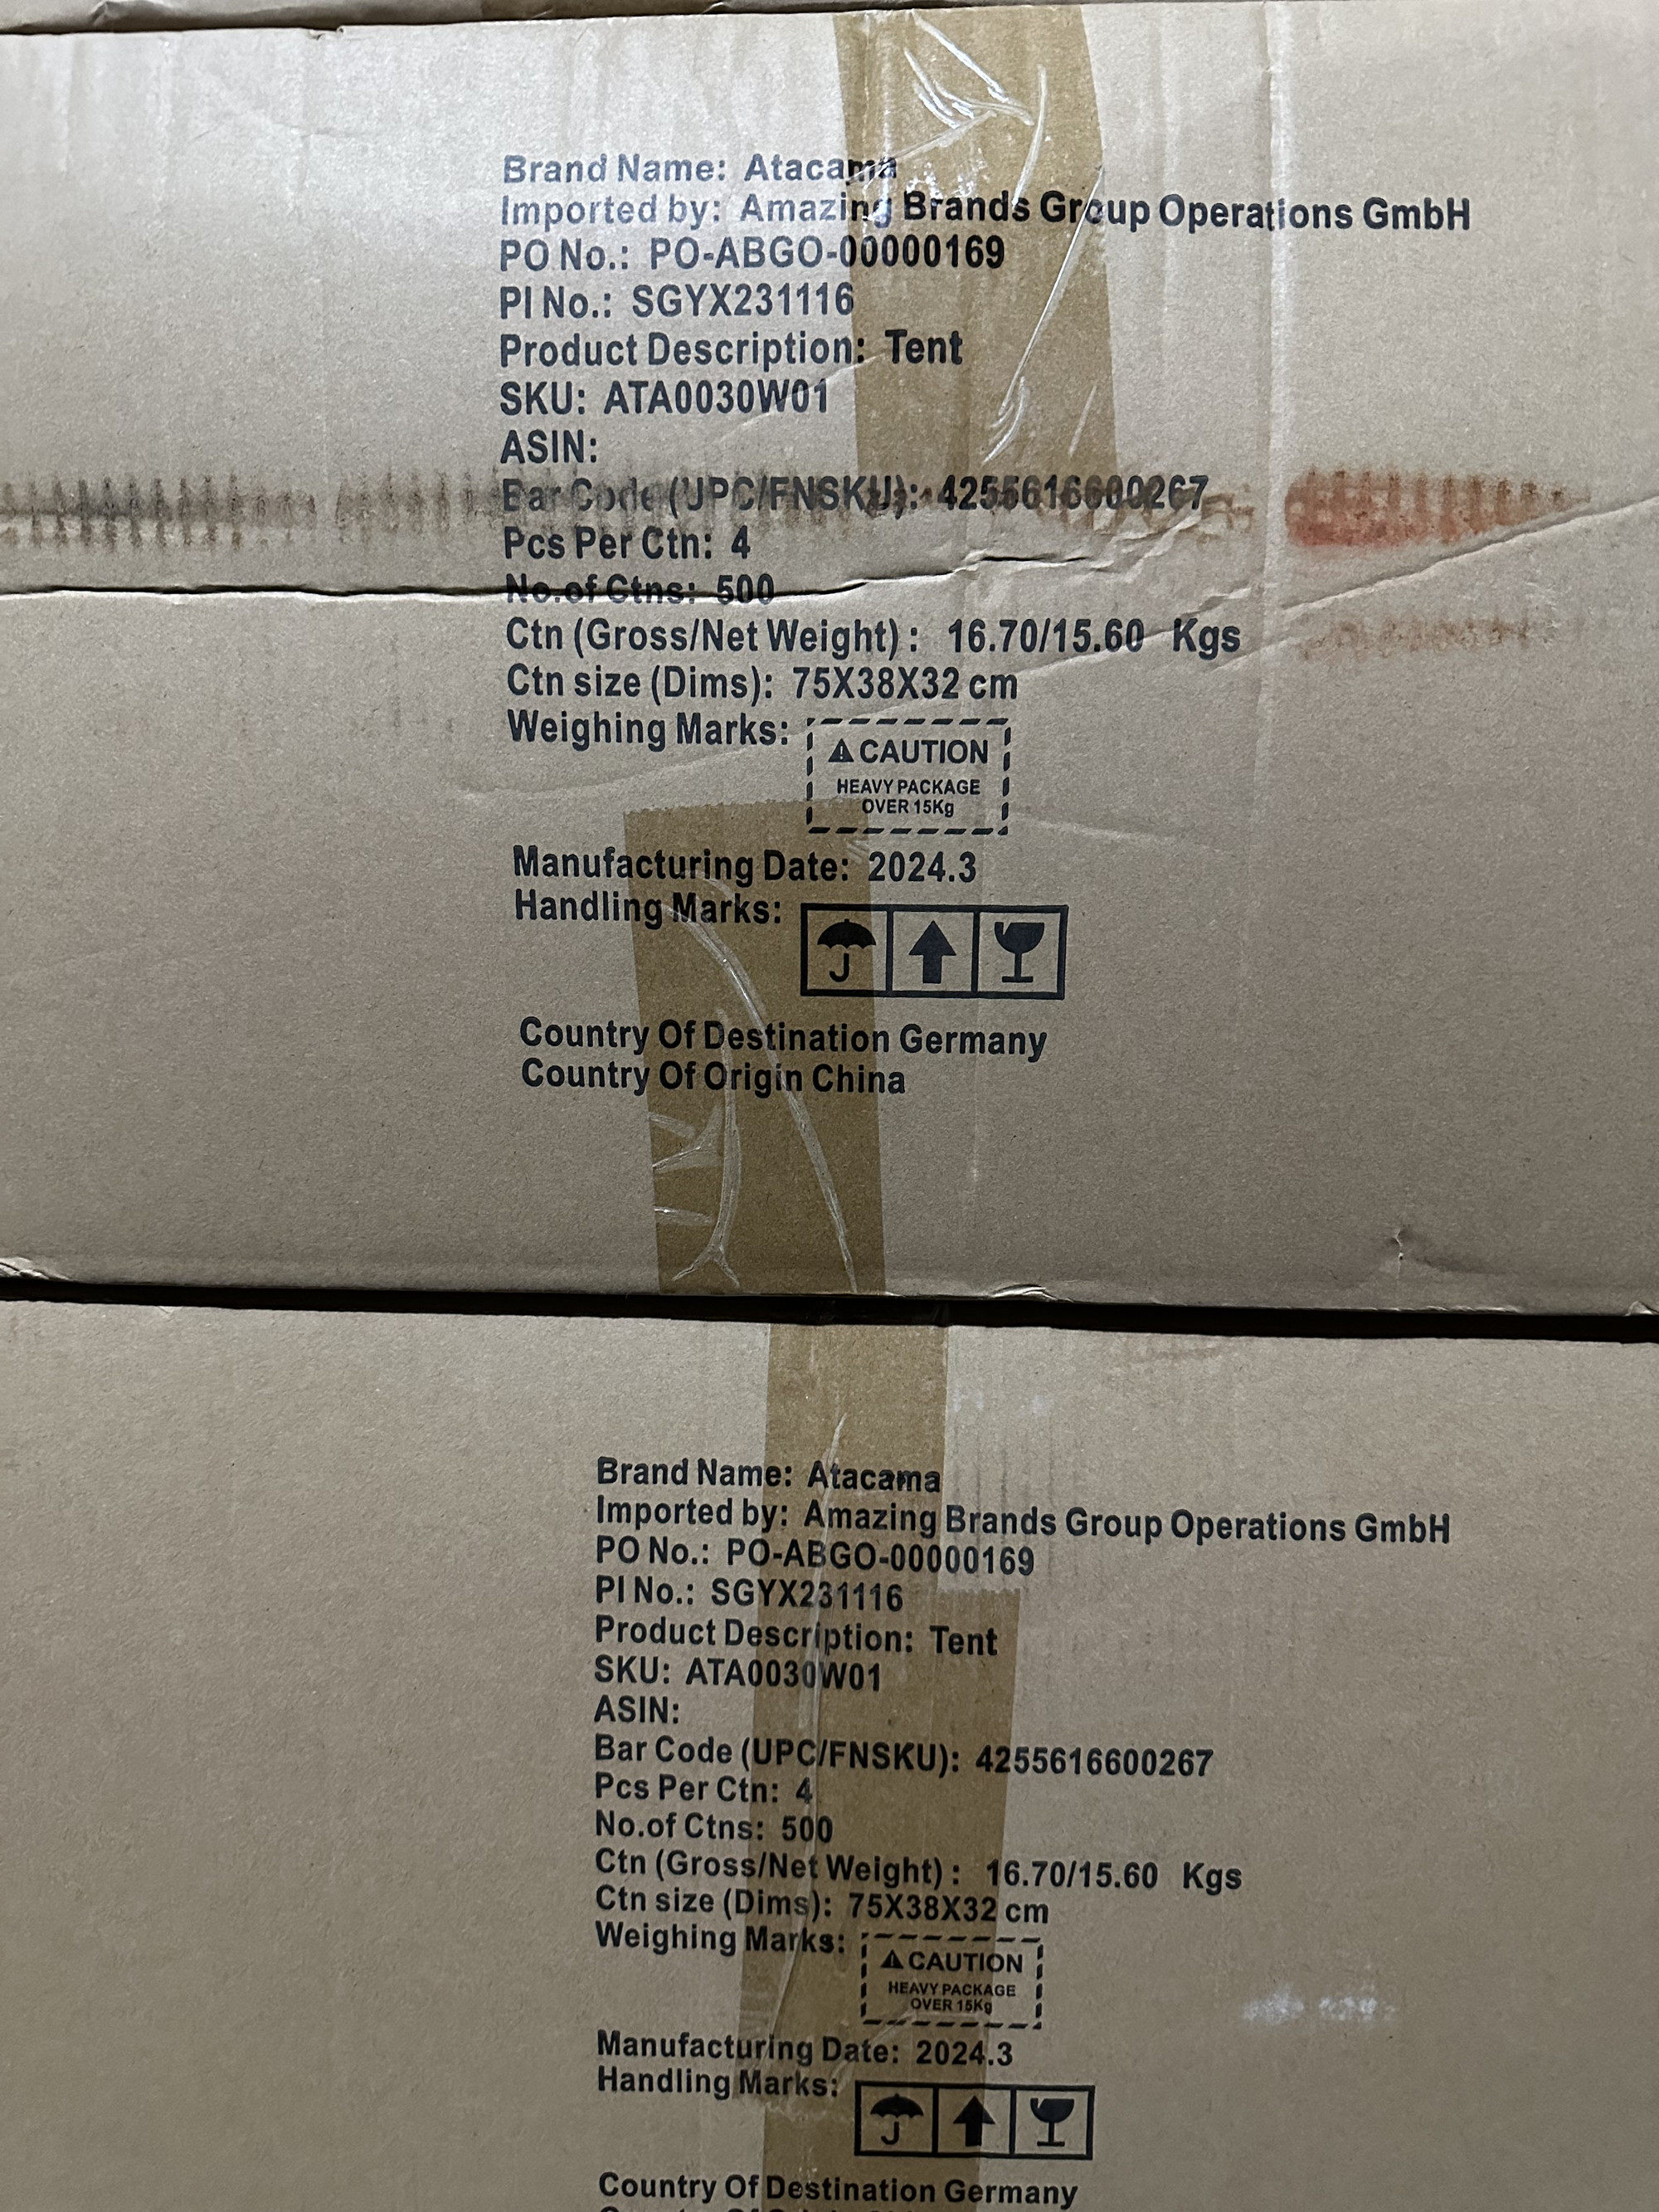 Brand Name: Atacama
Imported by: Amazing Brands Group Operations GmbH
PO No.: PO-ABGO-00000169
PI No.: SGYX231116
Product Description: Tent
SKU: ATA0030W01
ASIN:
Bar Code (UPC/FNSKU): 4255616600267
Pcs Per Ctn: 4
No.of Ctns: 500
Ctn (Gross/Net Weight) : 16.70/15.60 Kgs
Ctn size (Dims): 75X38X32 cm
Weighing Marks:
CAUTION
HEAVY PACKAGE
OVER 15Kg
Manufacturing Date: 2024.3
Handling Marks:
Country Of Destination Germany
Country Of Origin China
Brand Name: Atacama
Imported by: Amazing Brands Group Operations GmbH
PO No.: PO-ABGO-00000169
PI No.: SGYX231116
Product Description: Tent
SKU: ATA0030W01
ASIN:
Bar Code (UPC/FNSKU): 4255616600267
Pcs Per Ctn: 4
No.of Ctns: 500
Ctn (Gross/Net Weight) : 16.70/15.60 Kgs
Ctn size (Dims): 75X38X32 cm
Weighing Marks:
CAUTION
HEAVY PACKAGE
OVER 15Kg
Manufacturing Date: 2024.3
Handling Marks:
Country Of Destination Germany